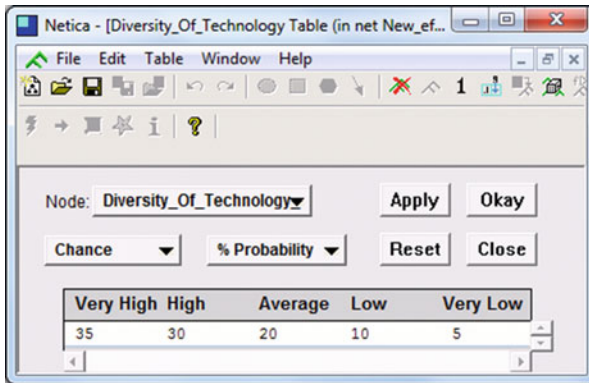 Netica - [Diversity_Of_Technology Table (in net New_ef...
File Edit Table Window Help
1
i ?
Node: Diversity_Of_Technology
Apply Okay
Chance % Probability Reset Close
Very High High Average Low Very Low
35 30 20 10 5